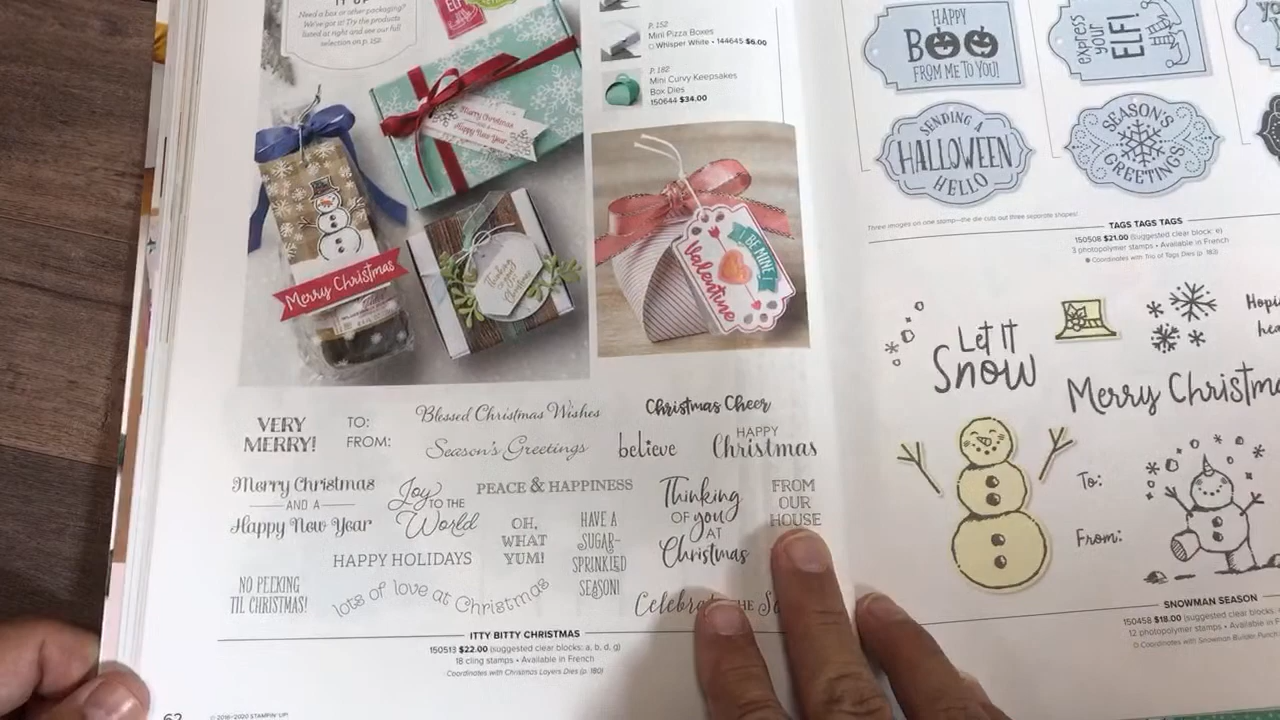 IT UP
Need a box or other packaging?
We've got it! Try the products
listed at right and see our full
selection on p. 152.
P. 152
Mini Pizza Boxes
Whisper White • 144645 $6.00
P. 182
Mini Curvy Keepsakes
Box Dies
150644 $34.00
Merry Christmas
AND A
Happy New Year
Merry Christmas
Thinking
of you at
Christmas
BE MINE
Valentine
VERY
MERRY!
TO:
FROM:
Blessed Christmas Wishes
Season's Greetings
Christmas Cheer
believe
HAPPY
Christmas
Merry Christmas
AND A
Happy New Year
Joy TO THE
World
PEACE & HAPPINESS
OH,
WHAT
YUM!
HAVE A
SUGAR-
SPRINKLED
SEASON!
Thinking
OF you
AT
Christmas
FROM
OUR
HOUSE
HAPPY HOLIDAYS
NO PEEKING
TIL CHRISTMAS!
lots of love at Christmas
ITTY BITTY CHRISTMAS
150513 $22.00 (suggested clear blocks: a, b, d, g)
18 cling stamps • Available in French
Coordinates with Christmas Layers Dies (p. 180)
62
© 2016/2020 STAMPIN' UP!
HAPPY
BOO
FROM ME TO YOU!
express
your
ELF!
SENDING A
HALLOWEEN
HELLO
SEASON'S
GREETINGS
Three images on one stamp—the die cuts out three separate shapes!
TAGS TAGS TAGS
150508 $21.00 (suggested clear block: e)
3 photopolymer stamps • Available in French
Coordinates with Trio of Tags Dies (p. 183)
LET IT
SNOW
Merry Christma
To:
From:
SNOWMAN SEASON
150458 $18.00 (suggested clear blocks:
12 photopolymer stamps • Available in
Coordinates with Snowman Builder Punch